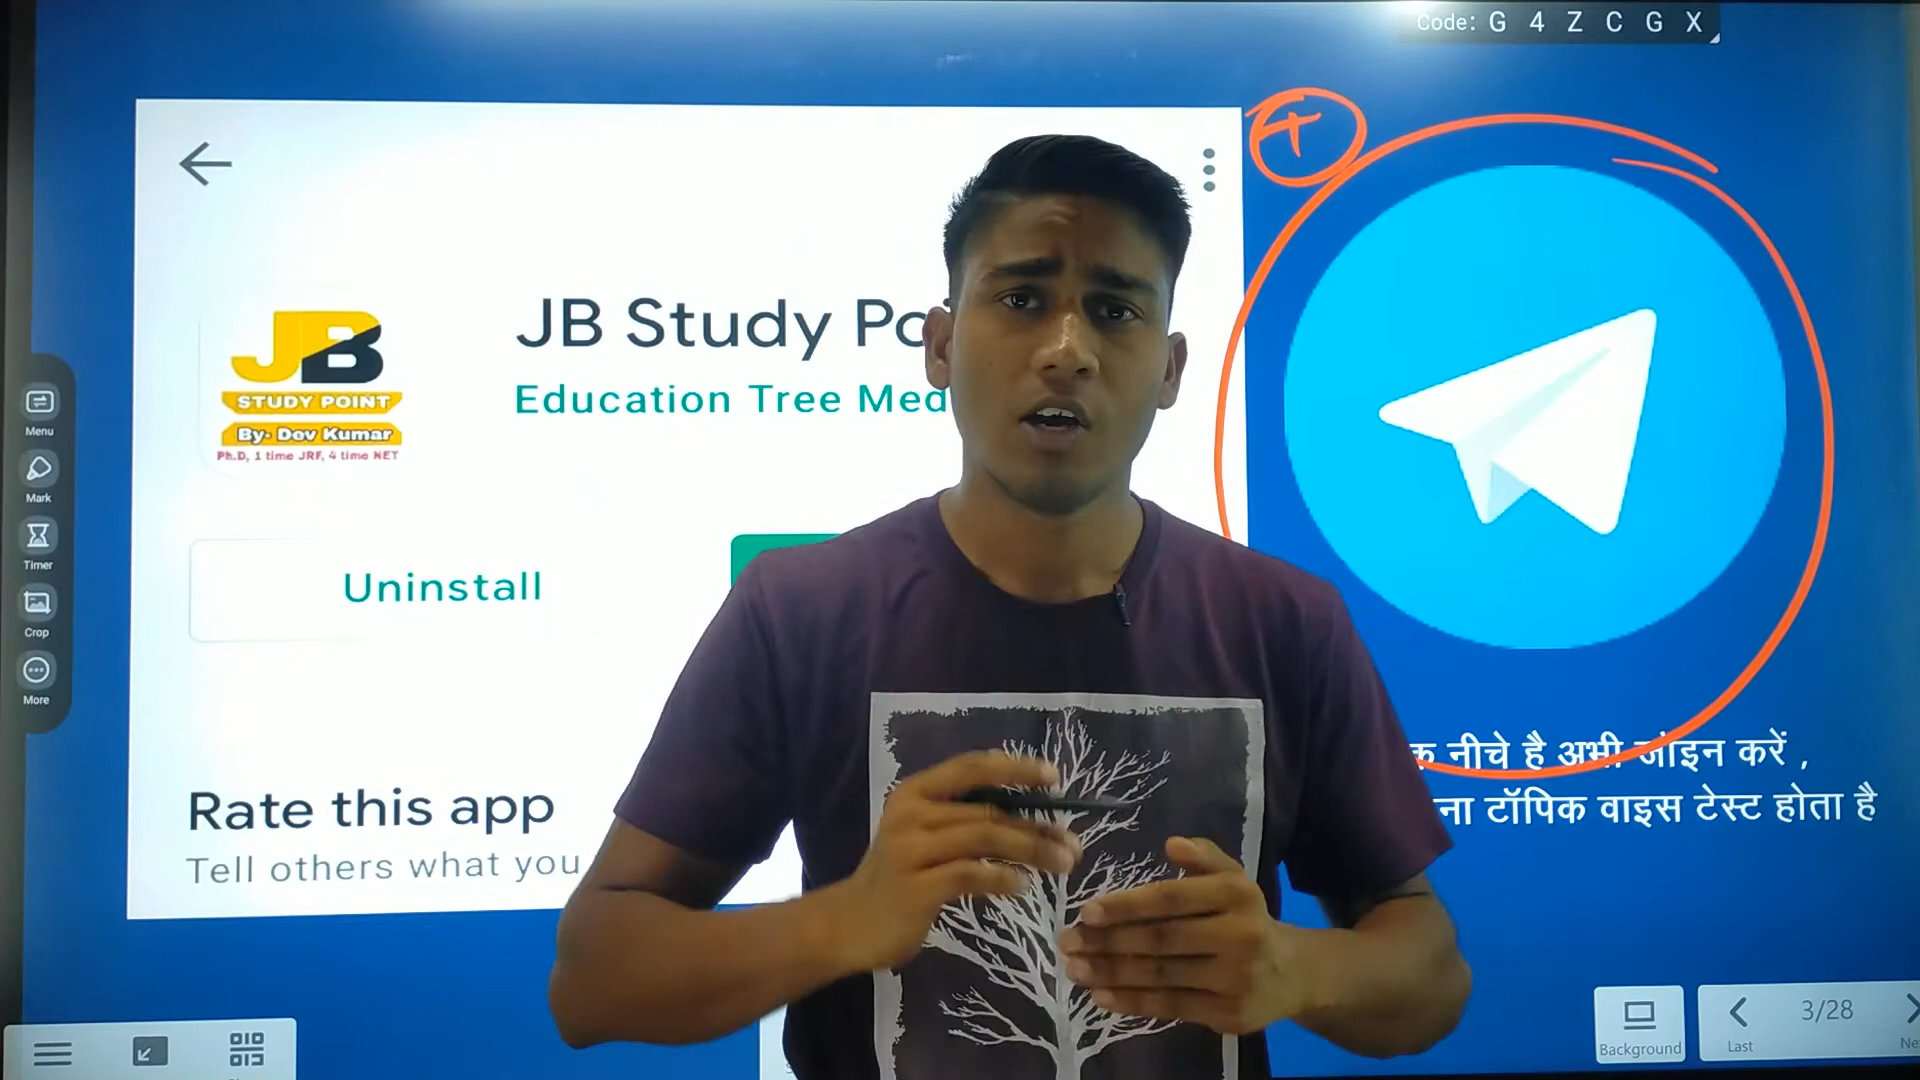 Code: G 4 Z C G X
JB Study
Education Tree
JB
STUDY POINT
By- Dev Kumar
Ph.D, 1 time JRF, 4 time NET
Uninstall
Rate this app
Tell others what you
नीचे है अभी जोइन करें ,
टॉपिक वाइस टेस्ट होता है
Menu
Mark
Timer
Crop
More
Background
Last
3/28